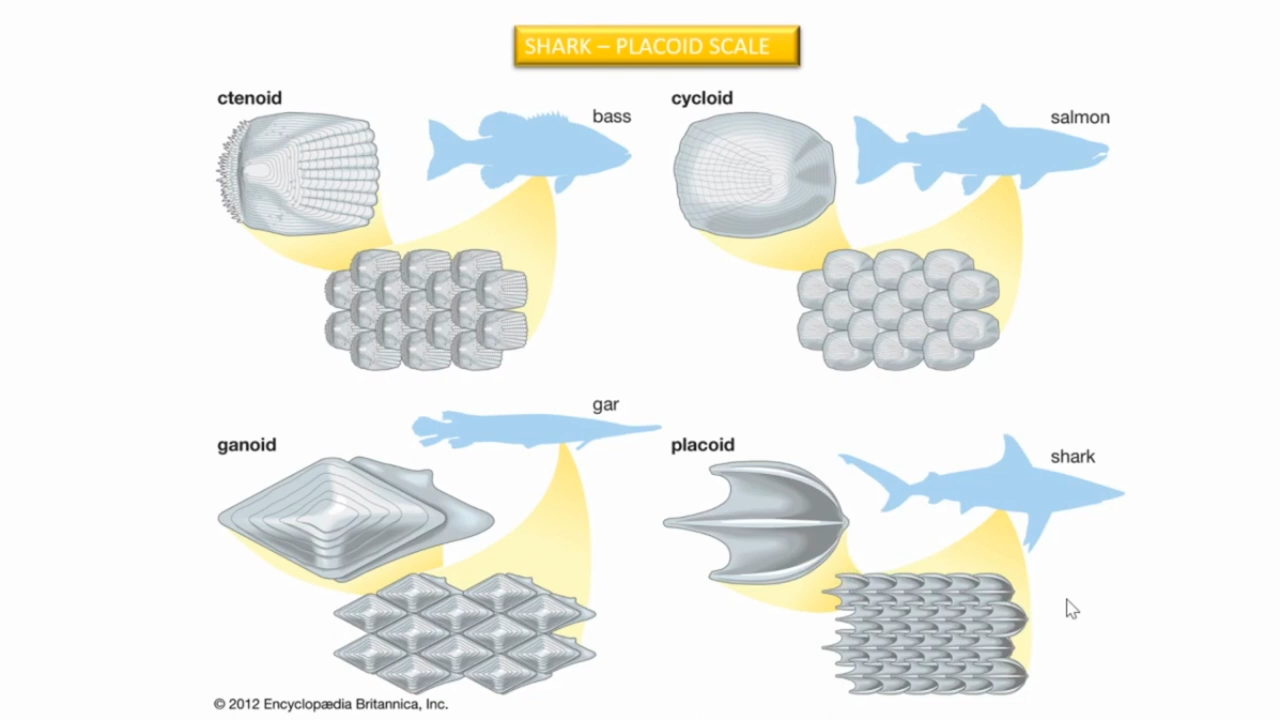 SHARK – PLACOID SCALE
ctenoid
bass
cycloid
salmon
gar
ganoid
placoid
shark
© 2012 Encyclopædia Britannica, Inc.